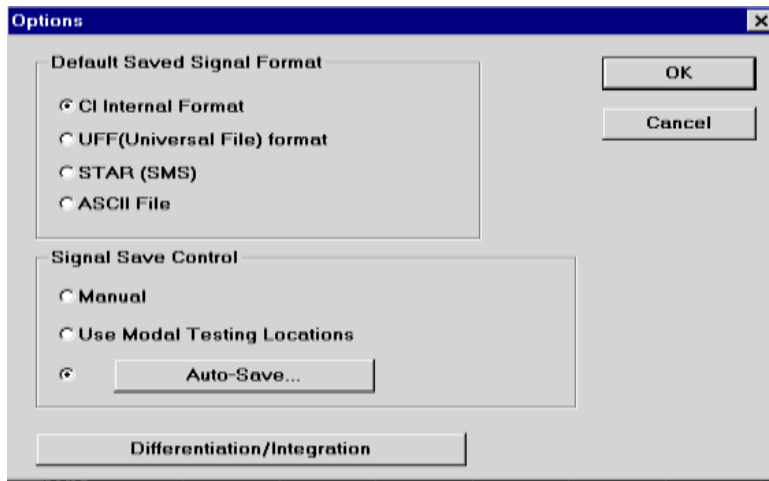 Options
Default Saved Signal Format
OK
CI Internal Format
Cancel
UFF(Universal File) format
STAR (SMS)
ASCII File
Signal Save Control
Manual
Use Modal Testing Locations
Auto-Save...
Differentiation/Integration